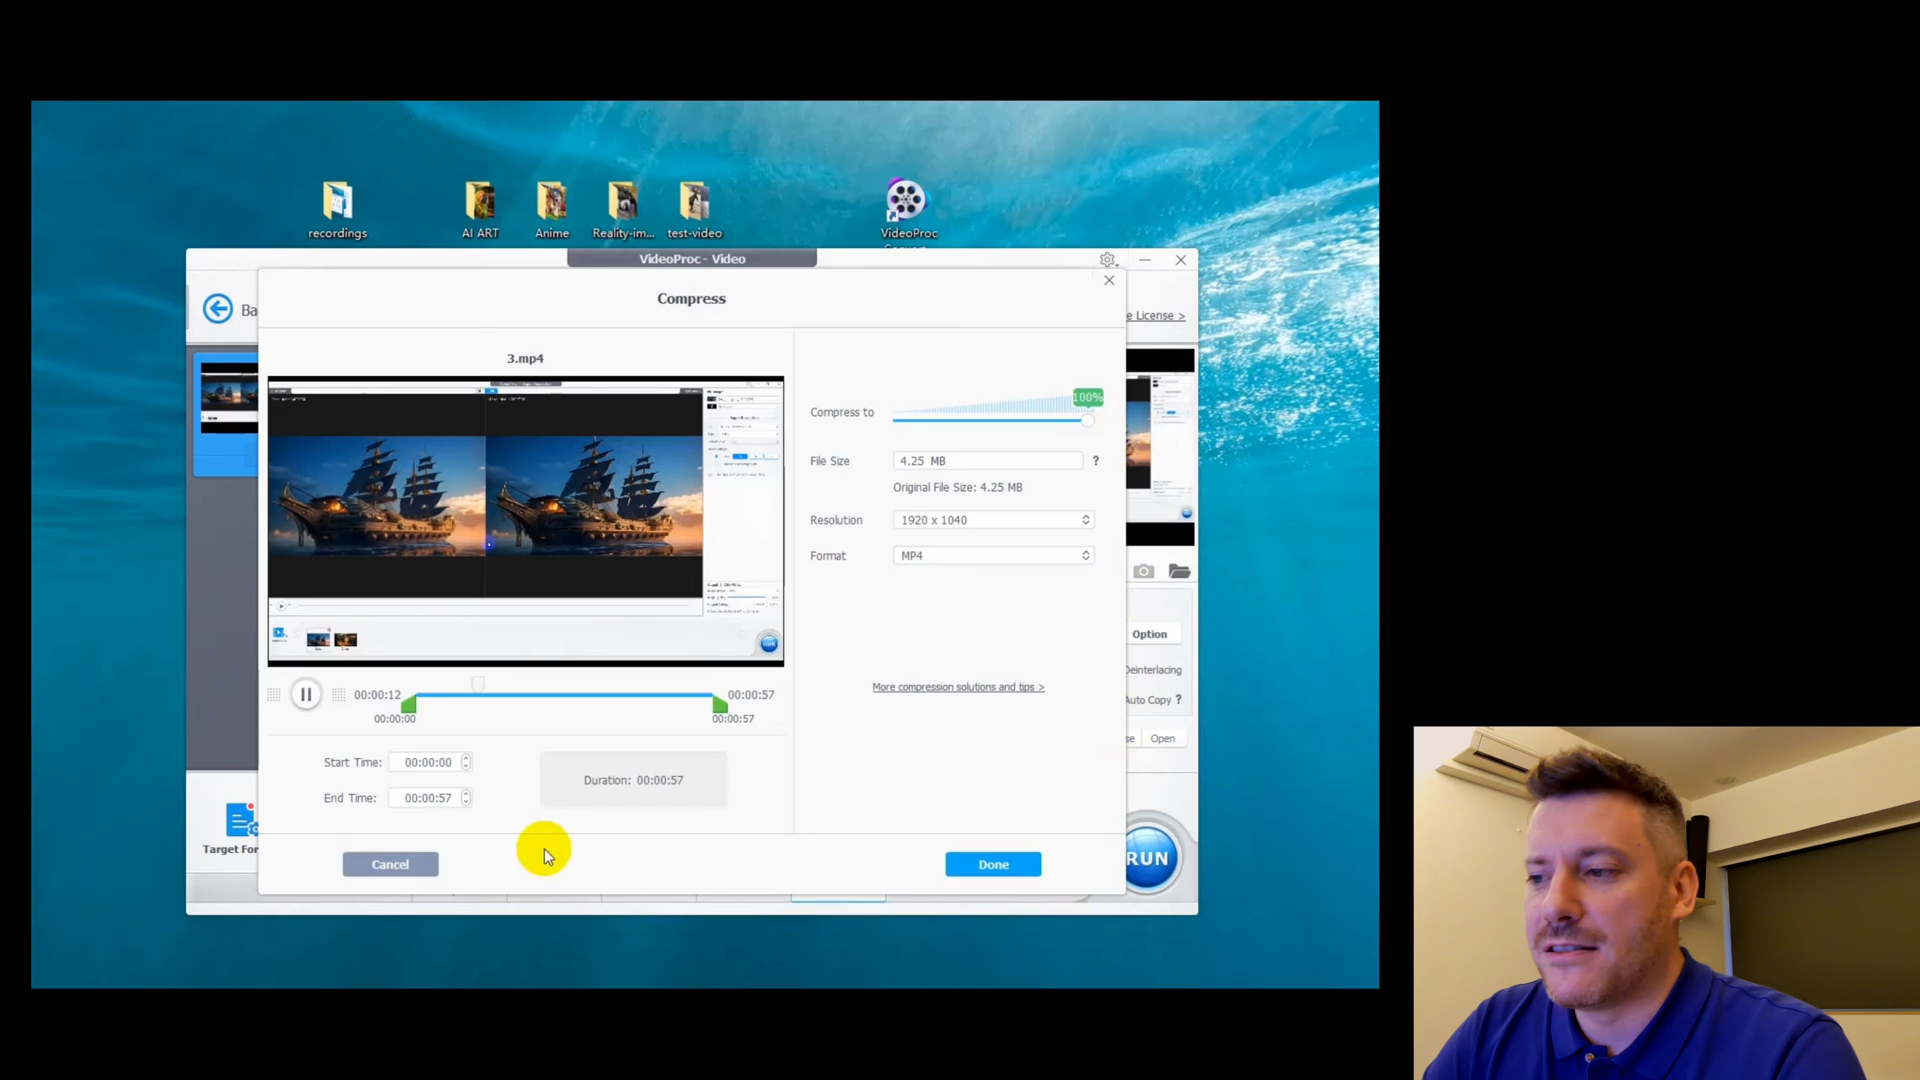 recordings
AI ART
Anime
Reality-im...
test-video
VideoProc
VideoProc - Video
Ba
Compress
e License >
3.mp4
100%
Compress to
File Size
4.25 MB
?
Original File Size: 4.25 MB
Resolution
1920 x 1040
Format
MP4
Option
Deinterlacing
Auto Copy ?
More compression solutions and tips >
00:00:12
00:00:57
00:00:00
00:00:57
se
Open
Start Time:
00:00:00
Duration: 00:00:57
End Time:
00:00:57
Target For
Cancel
Done
RUN